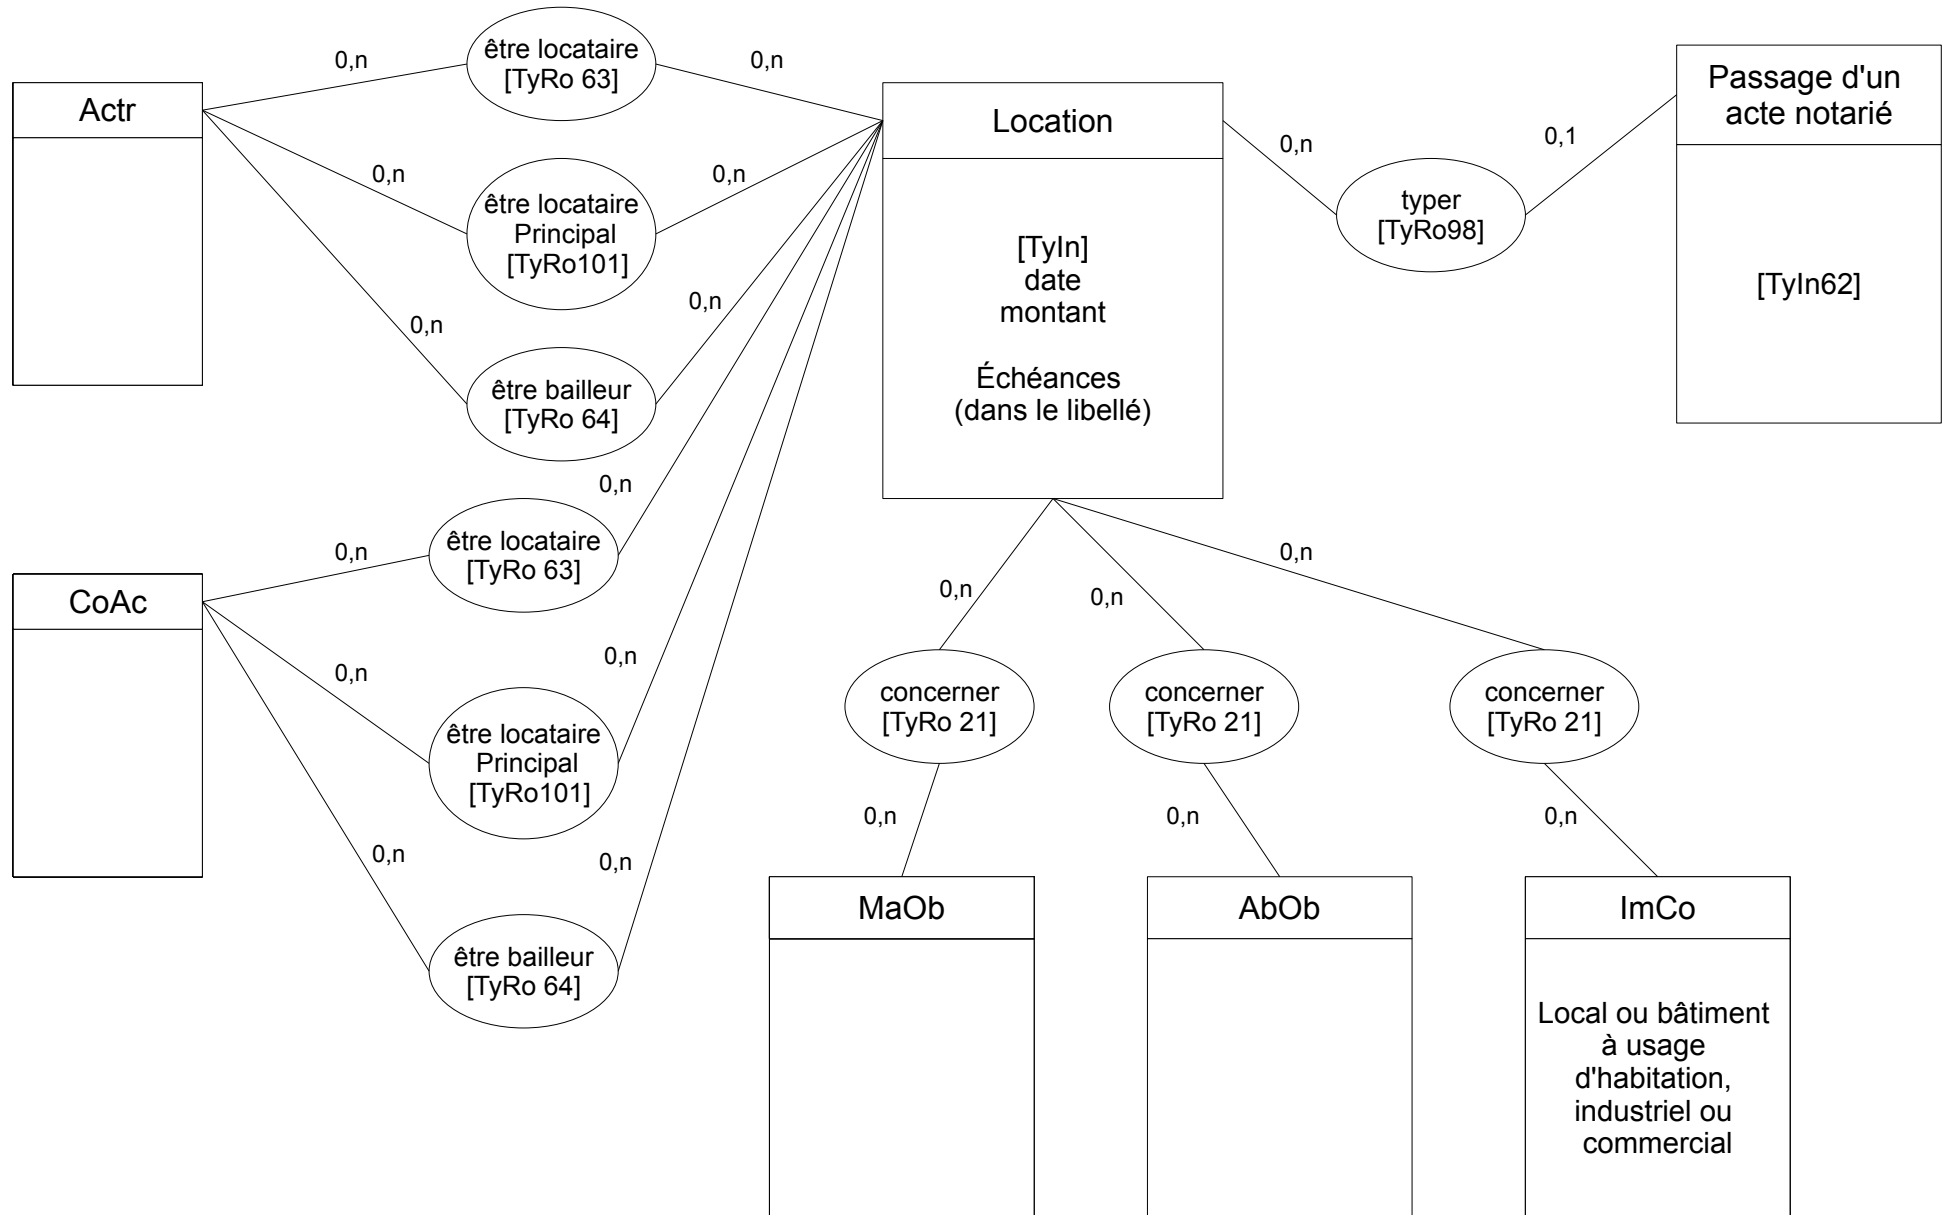 être locataire
[TyRo 63]
0,n
0,n
Actr
Location
Passage d'un
acte notarié
0,n
0,1
0,n
0,n
être locataire
Principal
[TyRo101]
typer
[TyRo98]
[TyIn]
date
montant
Échéances
(dans le libellé)
[TyIn62]
0,n
0,n
être bailleur
[TyRo 64]
0,n
être locataire
[TyRo 63]
0,n
0,n
CoAc
0,n
0,n
0,n
0,n
concerner
[TyRo 21]
concerner
[TyRo 21]
concerner
[TyRo 21]
être locataire
Principal
[TyRo101]
0,n
0,n
0,n
0,n
0,n
MaOb
AbOb
ImCo
être bailleur
[TyRo 64]
Local ou bâtiment
à usage
d'habitation,
industriel ou
commercial